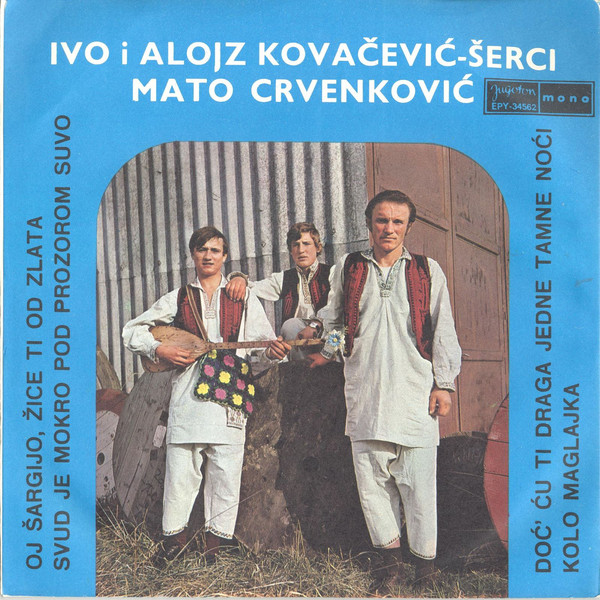 IVO i ALOJZ KOVAČEVIĆ-ŠERCI
MATO CRVENKOVIĆ
Jugoton
mono
EPY-34562
OJ ŠARGIJO, ŽICE TI OD ZLATA
SVUD JE MOKRO POD PROZOROM SUVO
DOĆ' ĆU TI DRAGA JEDNE TAMNE NOĆI
KOLO MAGLAJKA